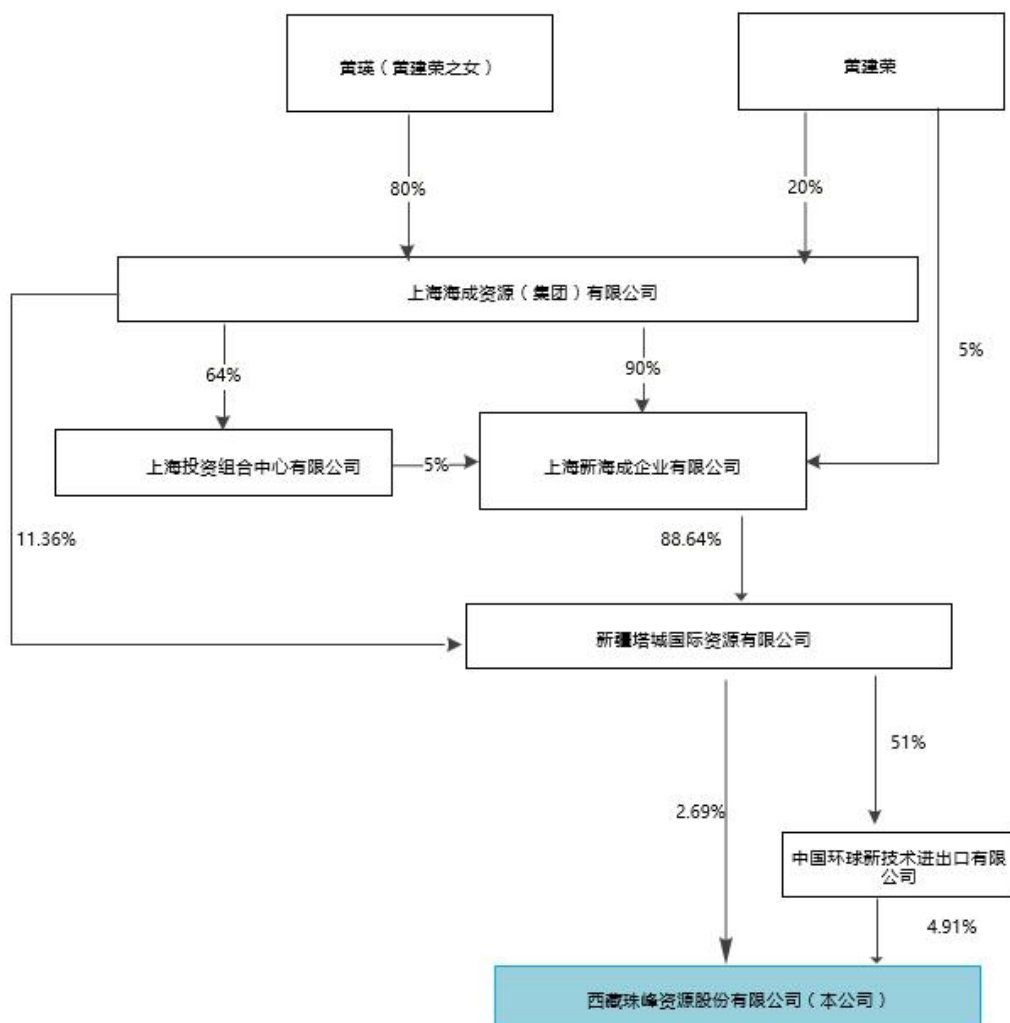 黄瑛（黄建荣之女）
黄建荣
80%
20%
上海海成资源（集团）有限公司
5%
64%
90%
上海投资组合中心有限公司
5%
上海新海成企业有限公司
11.36%
88.64%
新疆塔城国际资源有限公司
51%
2.69%
中国环球新技术进出口有限
公司
4.91%
西藏珠峰资源股份有限公司（本公司）